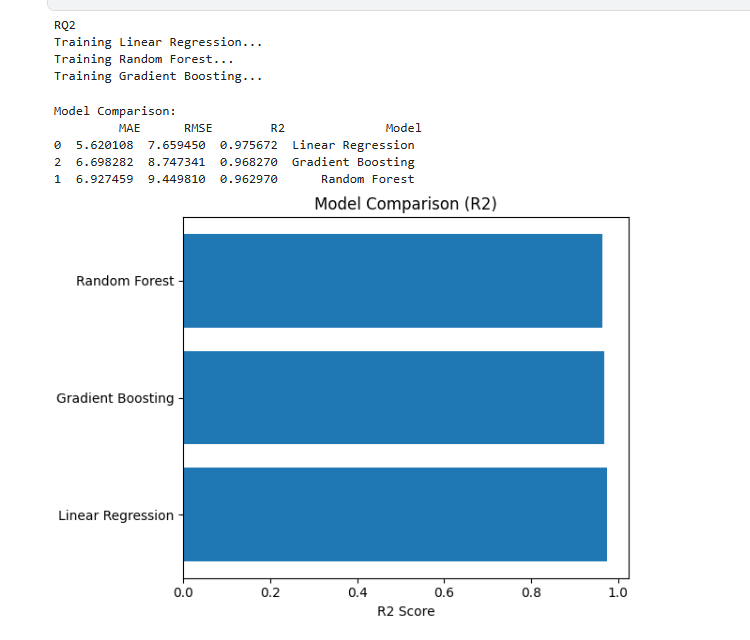 RQ2
Training Linear Regression...
Training Random Forest...
Training Gradient Boosting...
Model Comparison:
MAE RMSE R2 Model
0 5.620108 7.659450 0.975672 Linear Regression
2 6.698282 8.747341 0.968270 Gradient Boosting
1 6.927459 9.449810 0.962970 Random Forest
Model Comparison (R2)
Random Forest
Gradient Boosting
Linear Regression
0.0 0.2 0.4 0.6 0.8 1.0
R2 Score